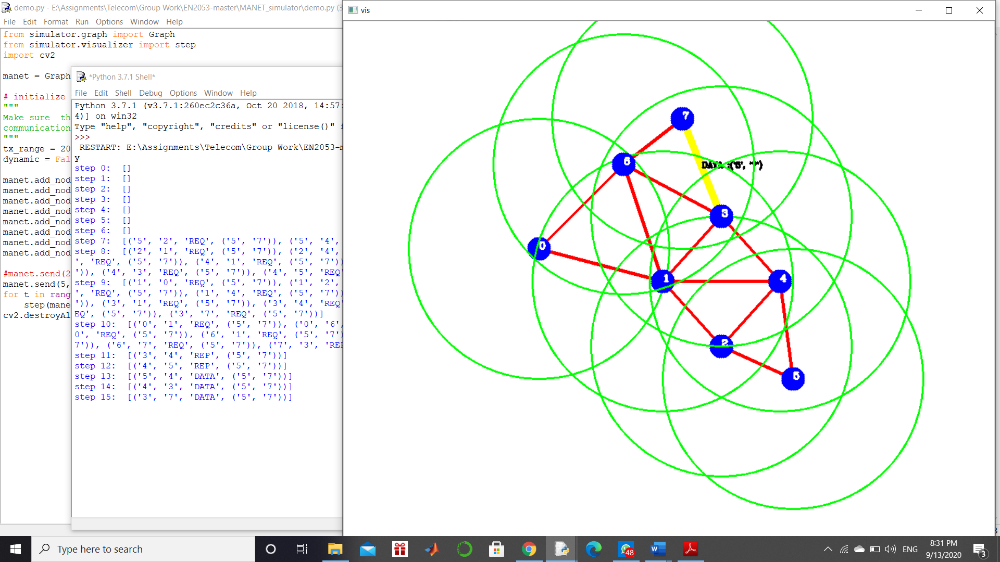 demo.py - E:\Assignments\Telecom\Group Work\EN2053-master\MANET_simulator\demo.py (3
File Edit Format Run Options Window Help
from simulator.graph import Graph
from simulator.visualizer import step
import cv2
manet = Graph
# initialize
"""
Make sure th
communication
"""
tx_range = 20
dynamic = Fal
manet.add_nod
manet.add_nod
manet.add_nod
manet.add_nod
manet.add_nod
manet.add_nod
manet.add_nod
manet.add_nod
#manet.send(2
manet.send(5,
for t in rang
step(mane
cv2.destroyAl
*Python 3.7.1 Shell*
File Edit Shell Debug Options Window Help
Python 3.7.1 (v3.7.1:260ec2c36a, Oct 20 2018, 14:57:
4)] on win32
Type "help", "copyright", "credits" or "license()" f
>>>
RESTART: E:\Assignments\Telecom\Group Work\EN2053-m
y
step 0: []
step 1: []
step 2: []
step 3: []
step 4: []
step 5: []
step 6: []
step 7: [('5', '2', 'REQ', ('5', '7')), ('5', '4',
step 8: [('2', '1', 'REQ', ('5', '7')), ('2', '4',
', 'REQ', ('5', '7')), ('4', '1', 'REQ', ('5', '7')
')), ('4', '3', 'REQ', ('5', '7')), ('4', '5', 'REQ'
step 9: [('1', '0', 'REQ', ('5', '7')), ('1', '2',
', 'REQ', ('5', '7')), ('1', '4', 'REQ', ('5', '7')
')), ('3', '1', 'REQ', ('5', '7')), ('3', '4', 'REQ'
EQ', ('5', '7')), ('3', '7', 'REQ', ('5', '7'))]
step 10: [('0', '1', 'REQ', ('5', '7')), ('0', '6',
0', 'REQ', ('5', '7')), ('6', '1', 'REQ', ('5', '7'
7')), ('6', '7', 'REQ', ('5', '7')), ('7', '3', 'REP
step 11: [('3', '4', 'REP', ('5', '7'))]
step 12: [('4', '5', 'REP', ('5', '7'))]
step 13: [('5', '4', 'DATA', ('5', '7'))]
step 14: [('4', '3', 'DATA', ('5', '7'))]
step 15: [('3', '7', 'DATA', ('5', '7'))]
vis
7
6
3
0
1
4
2
5
Type here to search
48
ENG
8:31 PM
9/13/2020
3